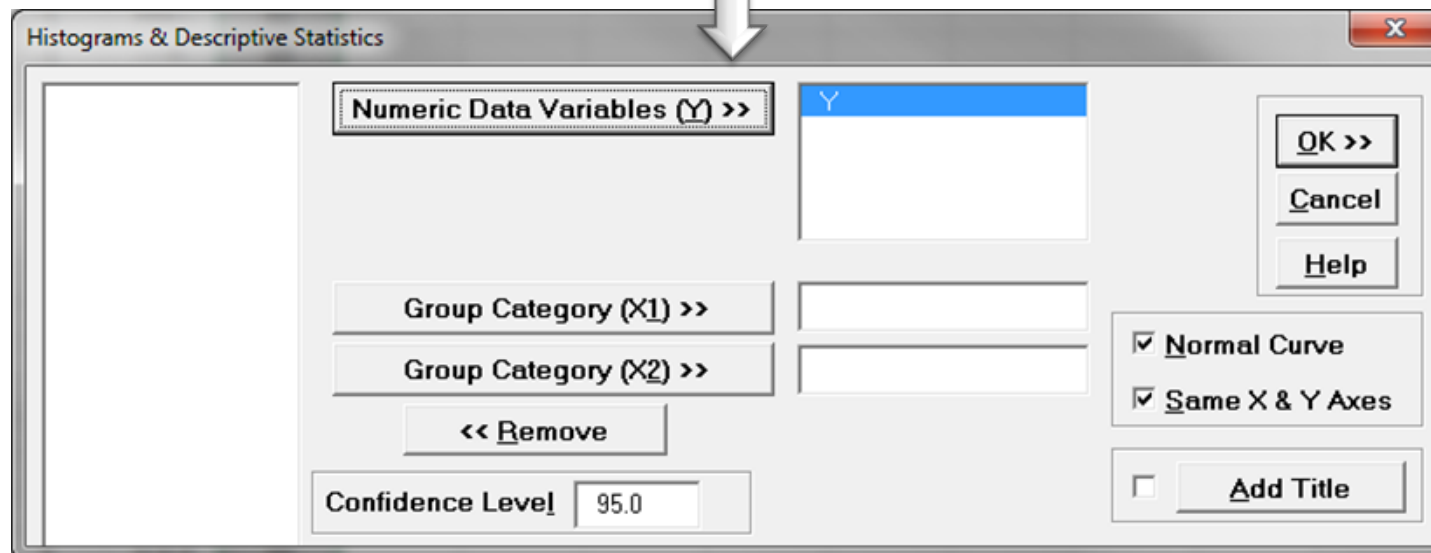 Histograms & Descriptive Statistics
x
Numeric Data Variables (Y) >>
Y
OK >>
Cancel
Help
Group Category (X1) >>
Group Category (X2) >>
Normal Curve
Same X & Y Axes
<< Remove
Confidence Level 95.0
Add Title